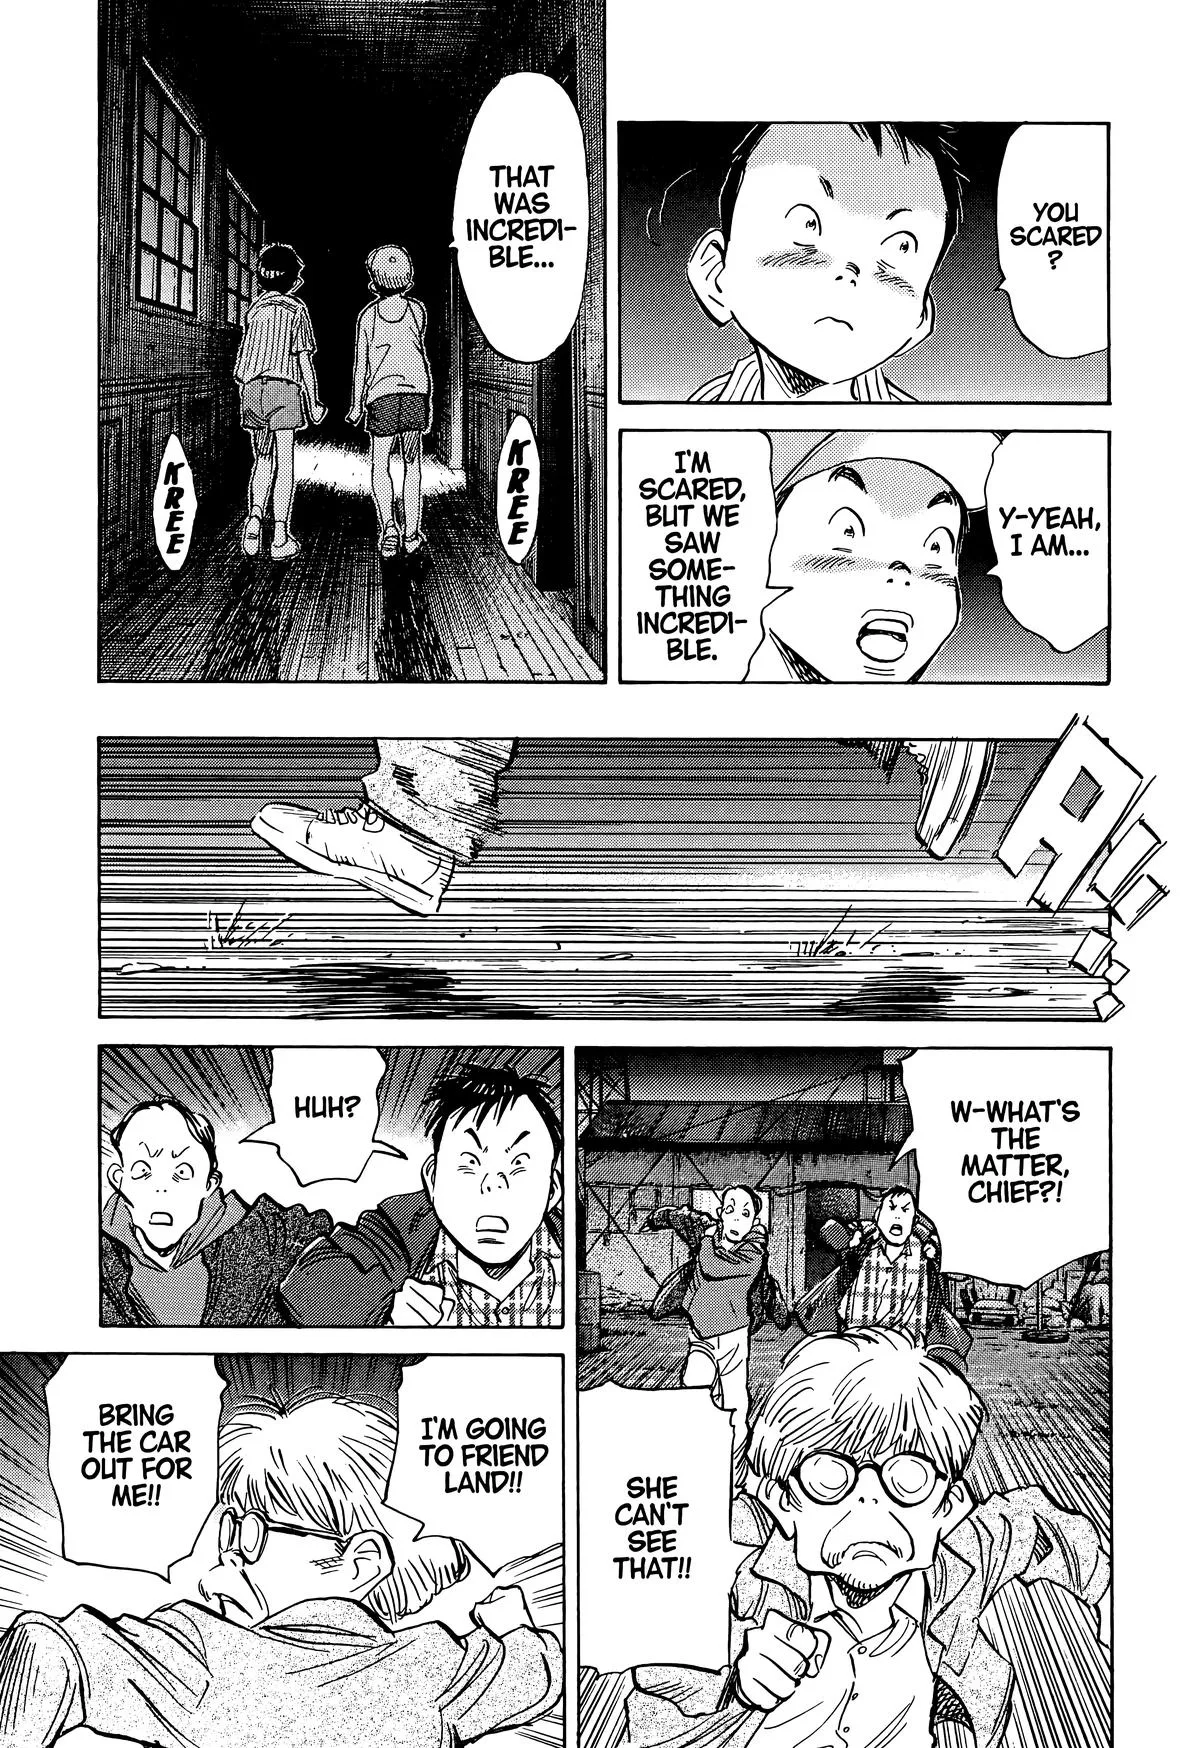 YOU
SCARED
?
THAT
WAS
INCREDI-
BLE...
KREE
KREE
Y-YEAH,
I AM...
I'M
SCARED,
BUT WE
SAW
SOME-
THING
INCREDI-
BLE.
W-WHAT'S
THE
MATTER,
CHIEF?!
SHE
CAN'T
SEE
THAT!!
HUH?
I'M GOING
TO FRIEND
LAND!!
BRING
THE CAR
OUT FOR
ME!!